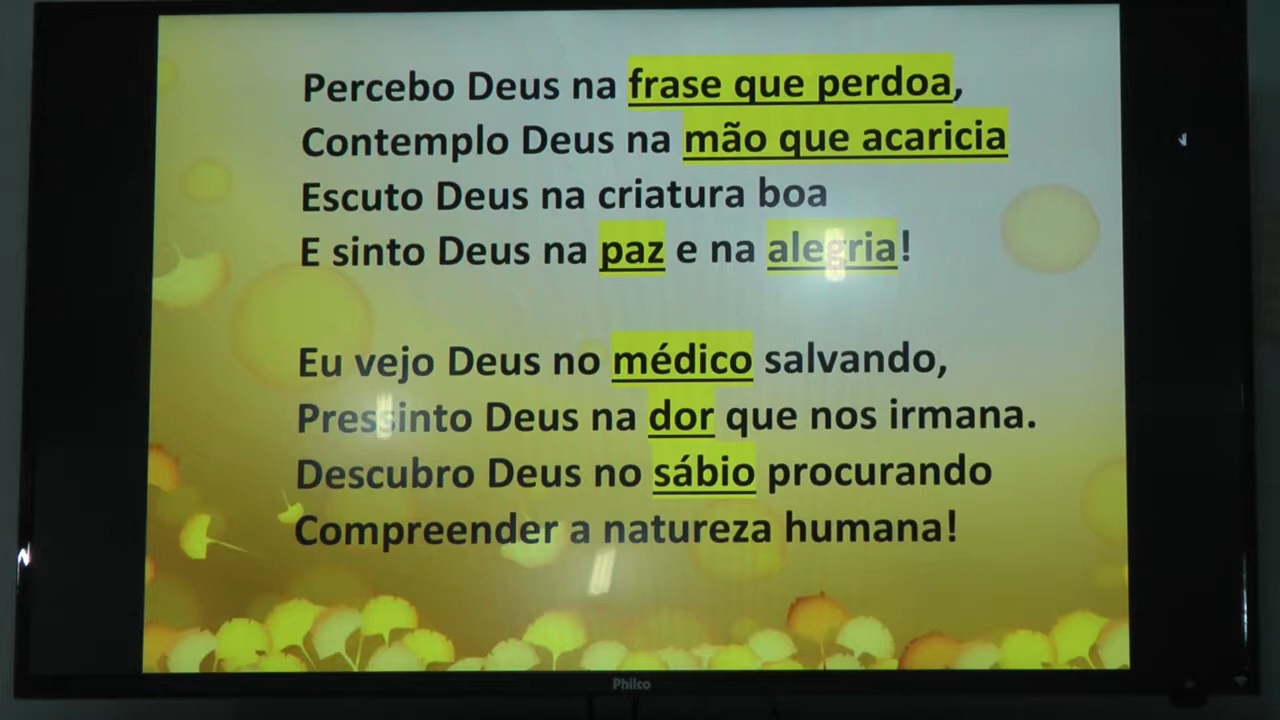 Percebo Deus na frase que perdoa,
Contemplo Deus na mão que acaricia
Escuto Deus na criatura boa
E sinto Deus na paz e na alegria!
Eu vejo Deus no médico salvando,
Pressinto Deus na dor que nos irmana.
Descubro Deus no sábio procurando
Compreender a natureza humana!
Philco